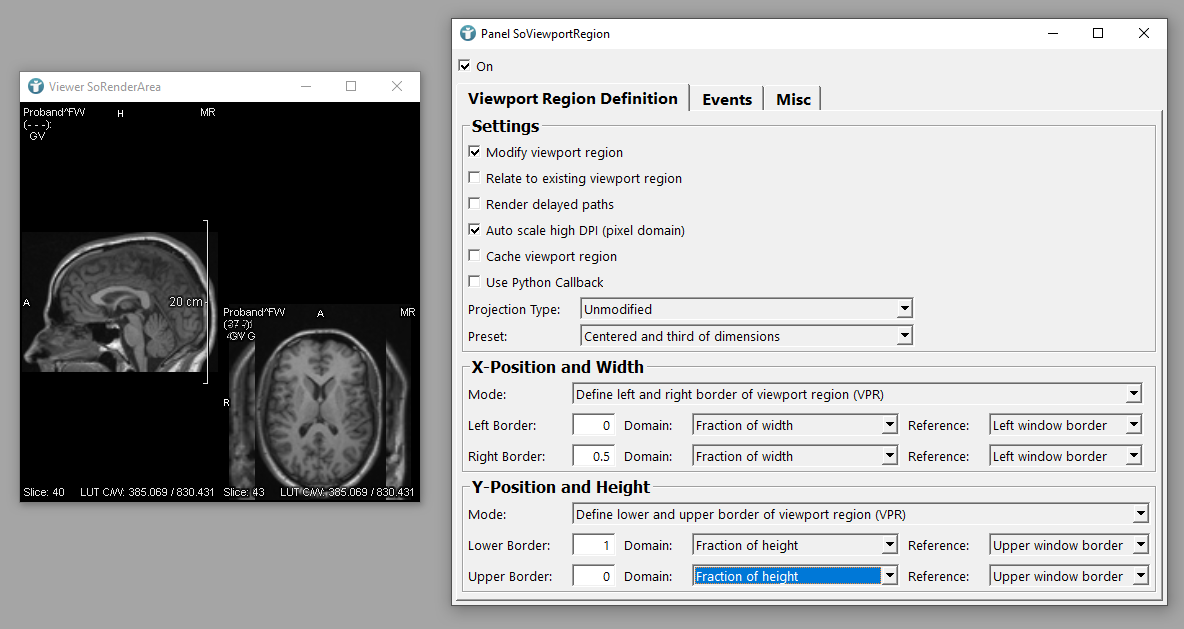 Viewer SoRenderArea
Proband^FW H MR
(---):
GV
A
20 cm
Proband^FW A MR
R
Slice: 40 LUT C/W: 385.069 / 830.431 Slice: 43 LUT C/W: 385.069 / 830.431
Panel SoViewportRegion
On
Viewport Region Definition Events Misc
Settings
Modify viewport region
Relate to existing viewport region
Render delayed paths
Auto scale high DPI (pixel domain)
Cache viewport region
Use Python Callback
Projection Type: Unmodified
Preset: Centered and third of dimensions
X-Position and Width
Mode: Define left and right border of viewport region (VPR)
Left Border: 0 Domain: Fraction of width Reference: Left window border
Right Border: 0.5 Domain: Fraction of width Reference: Left window border
Y-Position and Height
Mode: Define lower and upper border of viewport region (VPR)
Lower Border: 1 Domain: Fraction of height Reference: Upper window border
Upper Border: 0 Domain: Fraction of height Reference: Upper window border